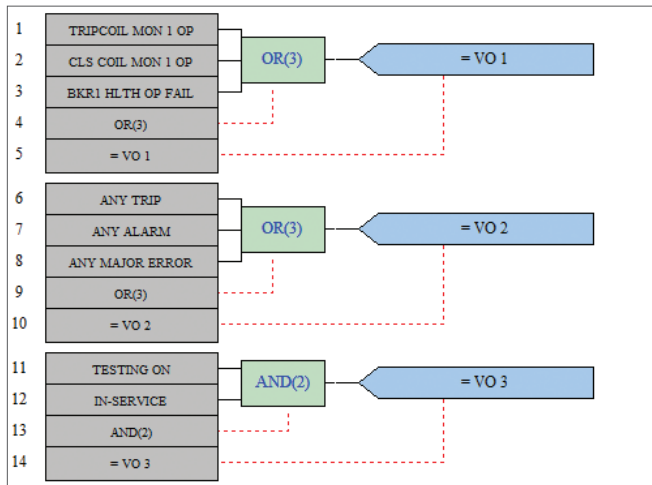 1 TRIPCOIL MON 1 OP
2 CLS COIL MON 1 OP OR(3) = VO 1
3 BKR1 HLTH OP FAIL
4 OR(3)
5 = VO 1
6 ANY TRIP
7 ANY ALARM OR(3) = VO 2
8 ANY MAJOR ERROR
9 OR(3)
10 = VO 2
11 TESTING ON
AND(2) = VO 3
12 IN-SERVICE
13 AND(2)
14 = VO 3